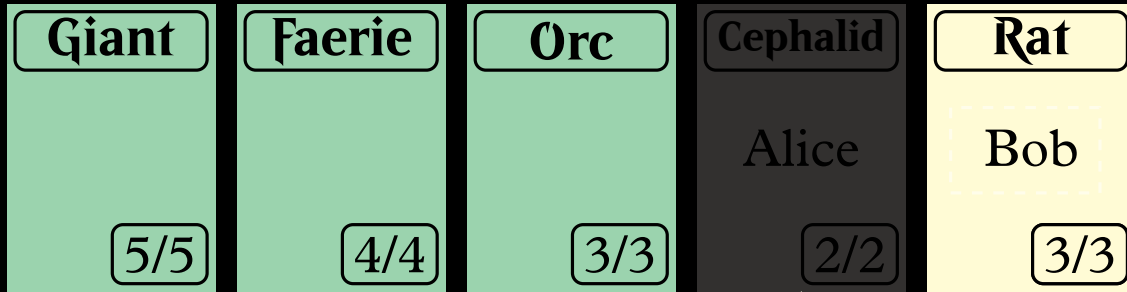 Giant
5/5
Faerie
4/4
Orc
3/3
Cephalid
Alice
2/2
Rat
Bob
3/3